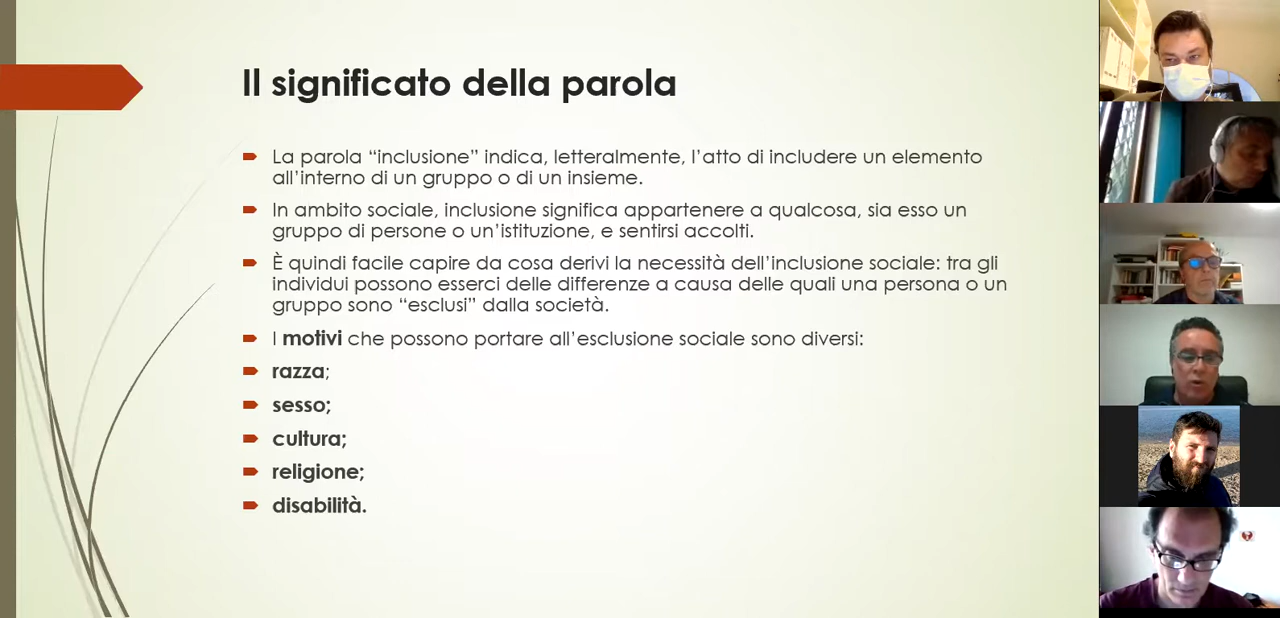 Il significato della parola
La parola “inclusione” indica, letteralmente, l’atto di includere un elemento
all’interno di un gruppo o di un insieme.
In ambito sociale, inclusione significa appartenere a qualcosa, sia esso un
gruppo di persone o un’istituzione, e sentirsi accolti.
È quindi facile capire da cosa derivi la necessità dell’inclusione sociale: tra gli
individui possono esserci delle differenze a causa delle quali una persona o un
gruppo sono “esclusi” dalla società.
I motivi che possono portare all’esclusione sociale sono diversi:
razza;
sesso;
cultura;
religione;
disabilità.